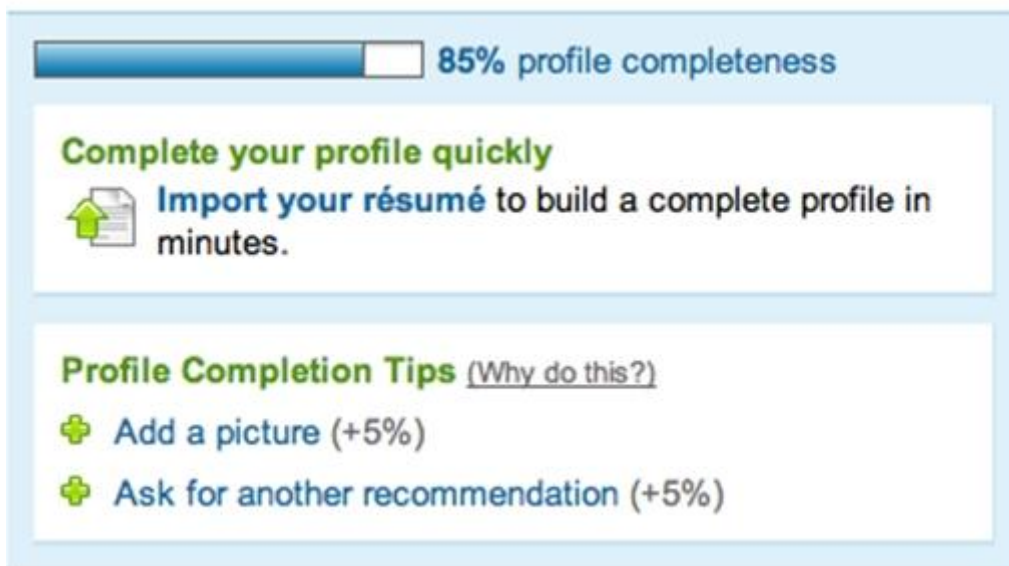 85% profile completeness
Complete your profile quickly
Import your résumé to build a complete profile in
minutes.
Profile Completion Tips (Why do this?)
Add a picture (+5%)
Ask for another recommendation (+5%)